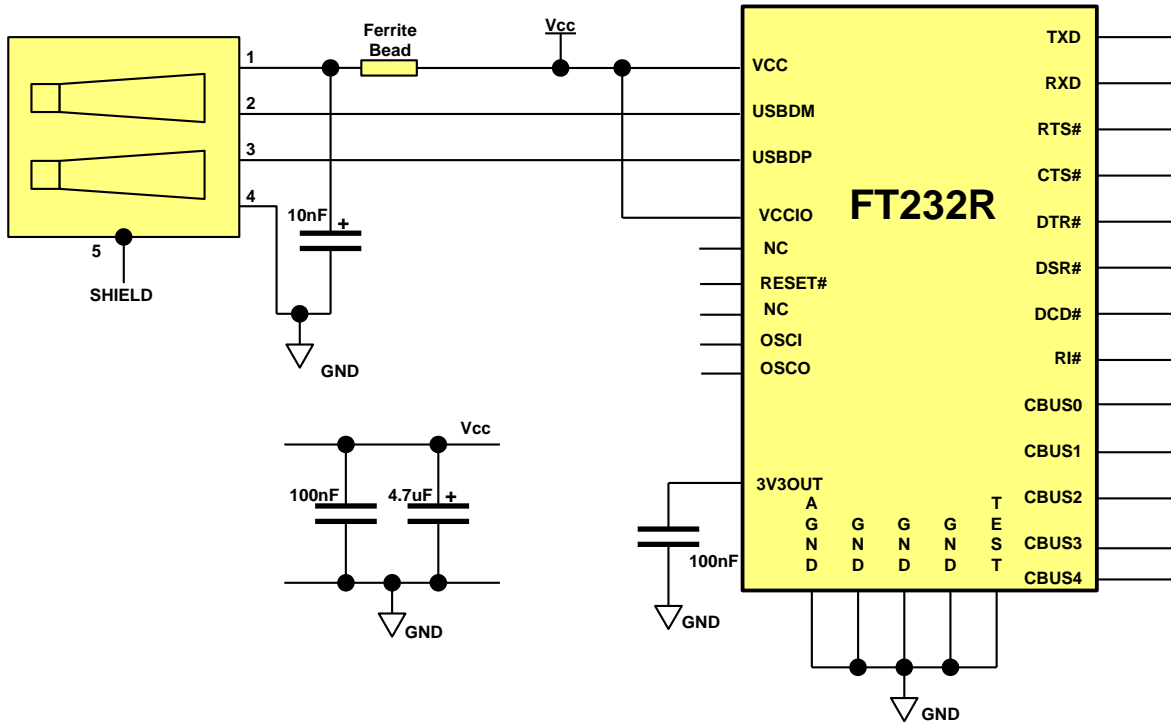 Ferrite
Bead
Vcc
1
2
3
4
5
SHIELD
10nF
+
GND
VCC
USBDM
USBDP
VCCIO
NC
RESET#
NC
OSCI
OSCO
3V3OUT
FT232R
TXD
RXD
RTS#
CTS#
DTR#
DSR#
DCD#
RI#
CBUS0
CBUS1
CBUS2
CBUS3
CBUS4
AGND
GND
GND
GND
TEST
Vcc
100nF
4.7uF
+
GND
100nF
GND
GND